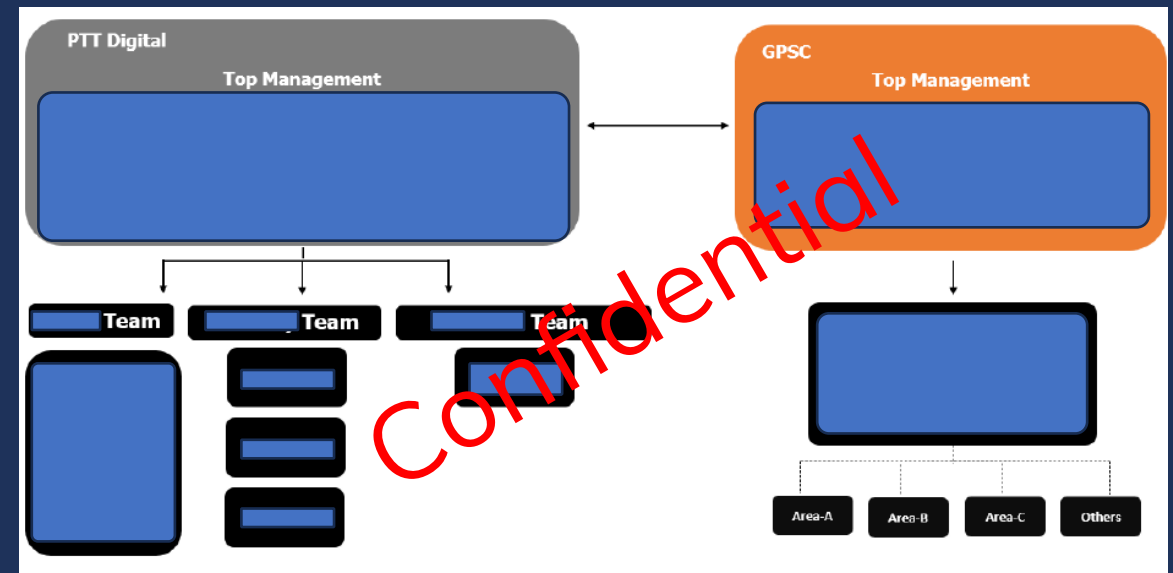 PTT Digital
Top Management
GPSC
Top Management
Team
Team
Team
Confidential
Area-A
Area-B
Area-C
Others